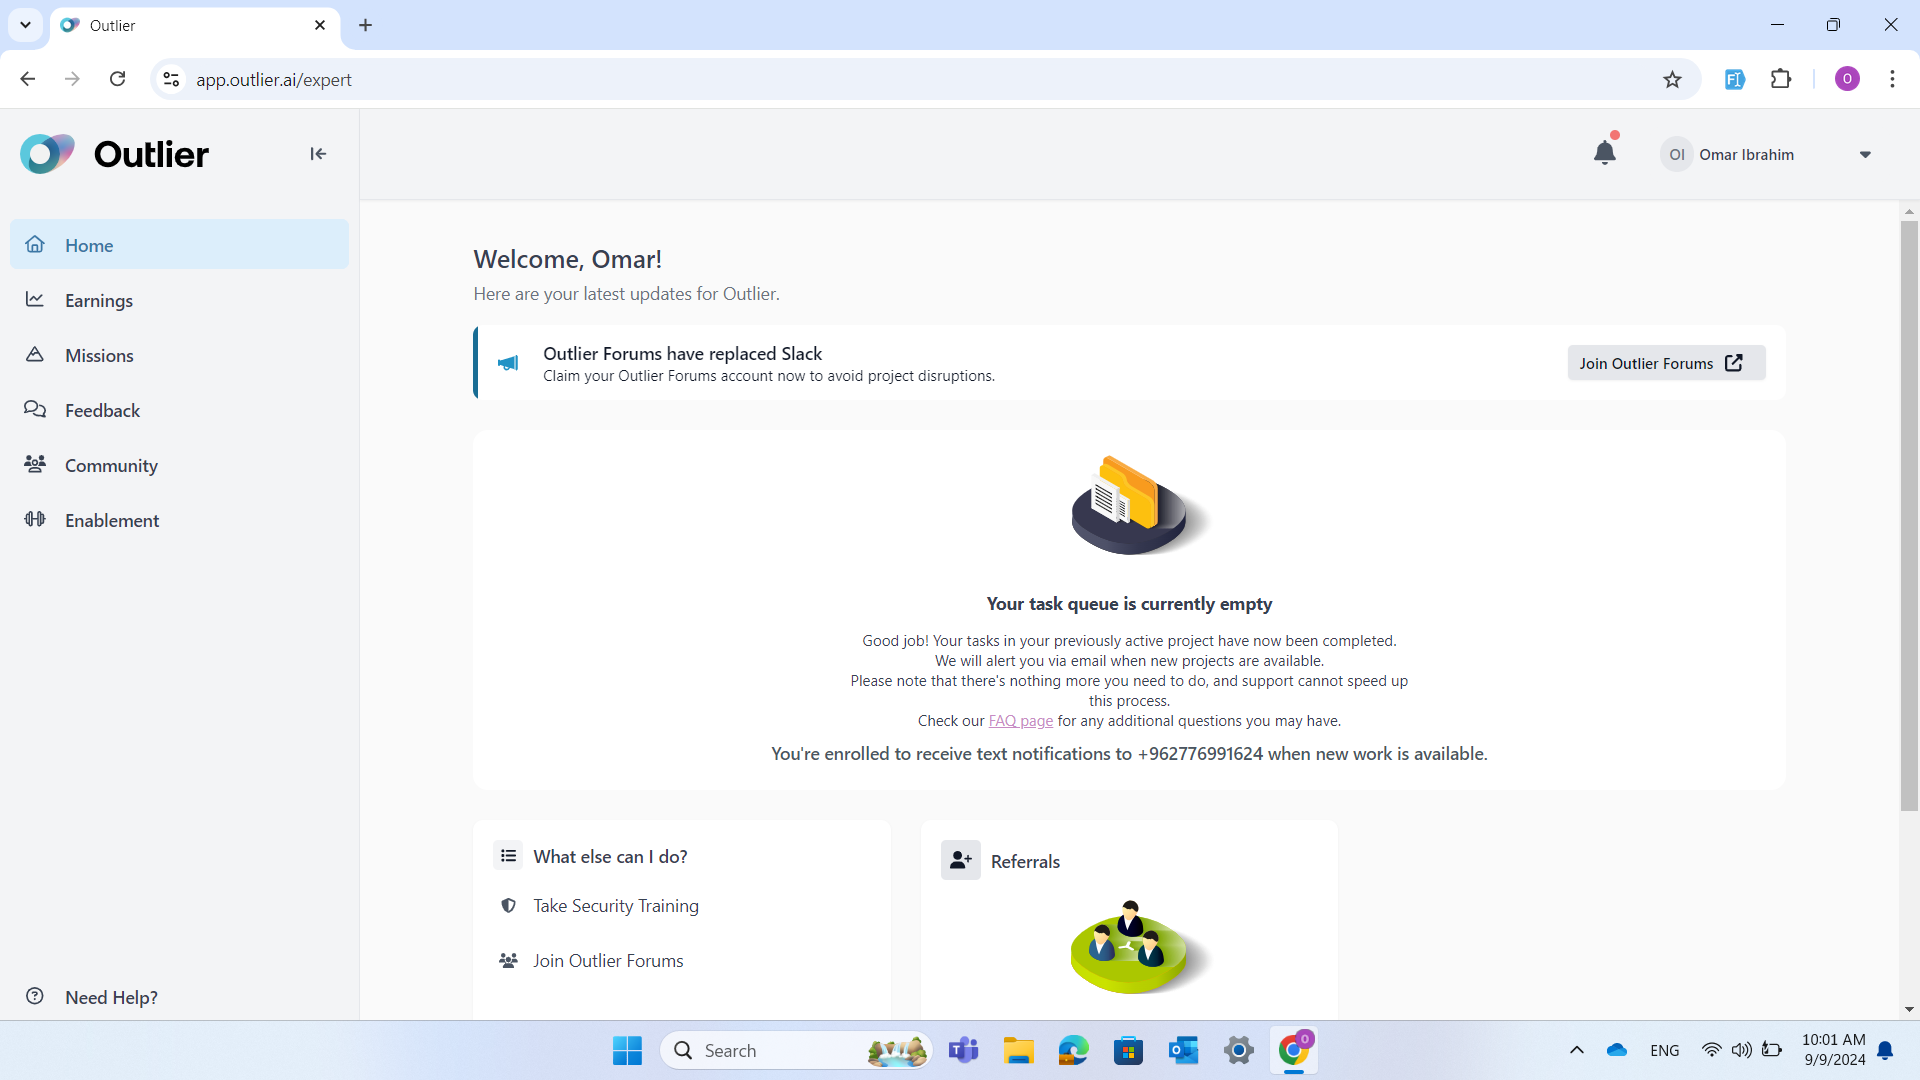 Outlier
app.outlier.ai/expert
O
Outlier
OI
Omar Ibrahim
Home
Earnings
Missions
Feedback
Community
Enablement
Need Help?
Welcome, Omar!
Here are your latest updates for Outlier.
Outlier Forums have replaced Slack
Claim your Outlier Forums account now to avoid project disruptions.
Join Outlier Forums
Your task queue is currently empty
Good job! Your tasks in your previously active project have now been completed.
We will alert you via email when new projects are available.
Please note that there's nothing more you need to do, and support cannot speed up
this process.
Check our FAQ page for any additional questions you may have.
You're enrolled to receive text notifications to +962776991624 when new work is available.
What else can I do?
Take Security Training
Join Outlier Forums
Referrals
Search
ENG
10:01 AM
9/9/2024